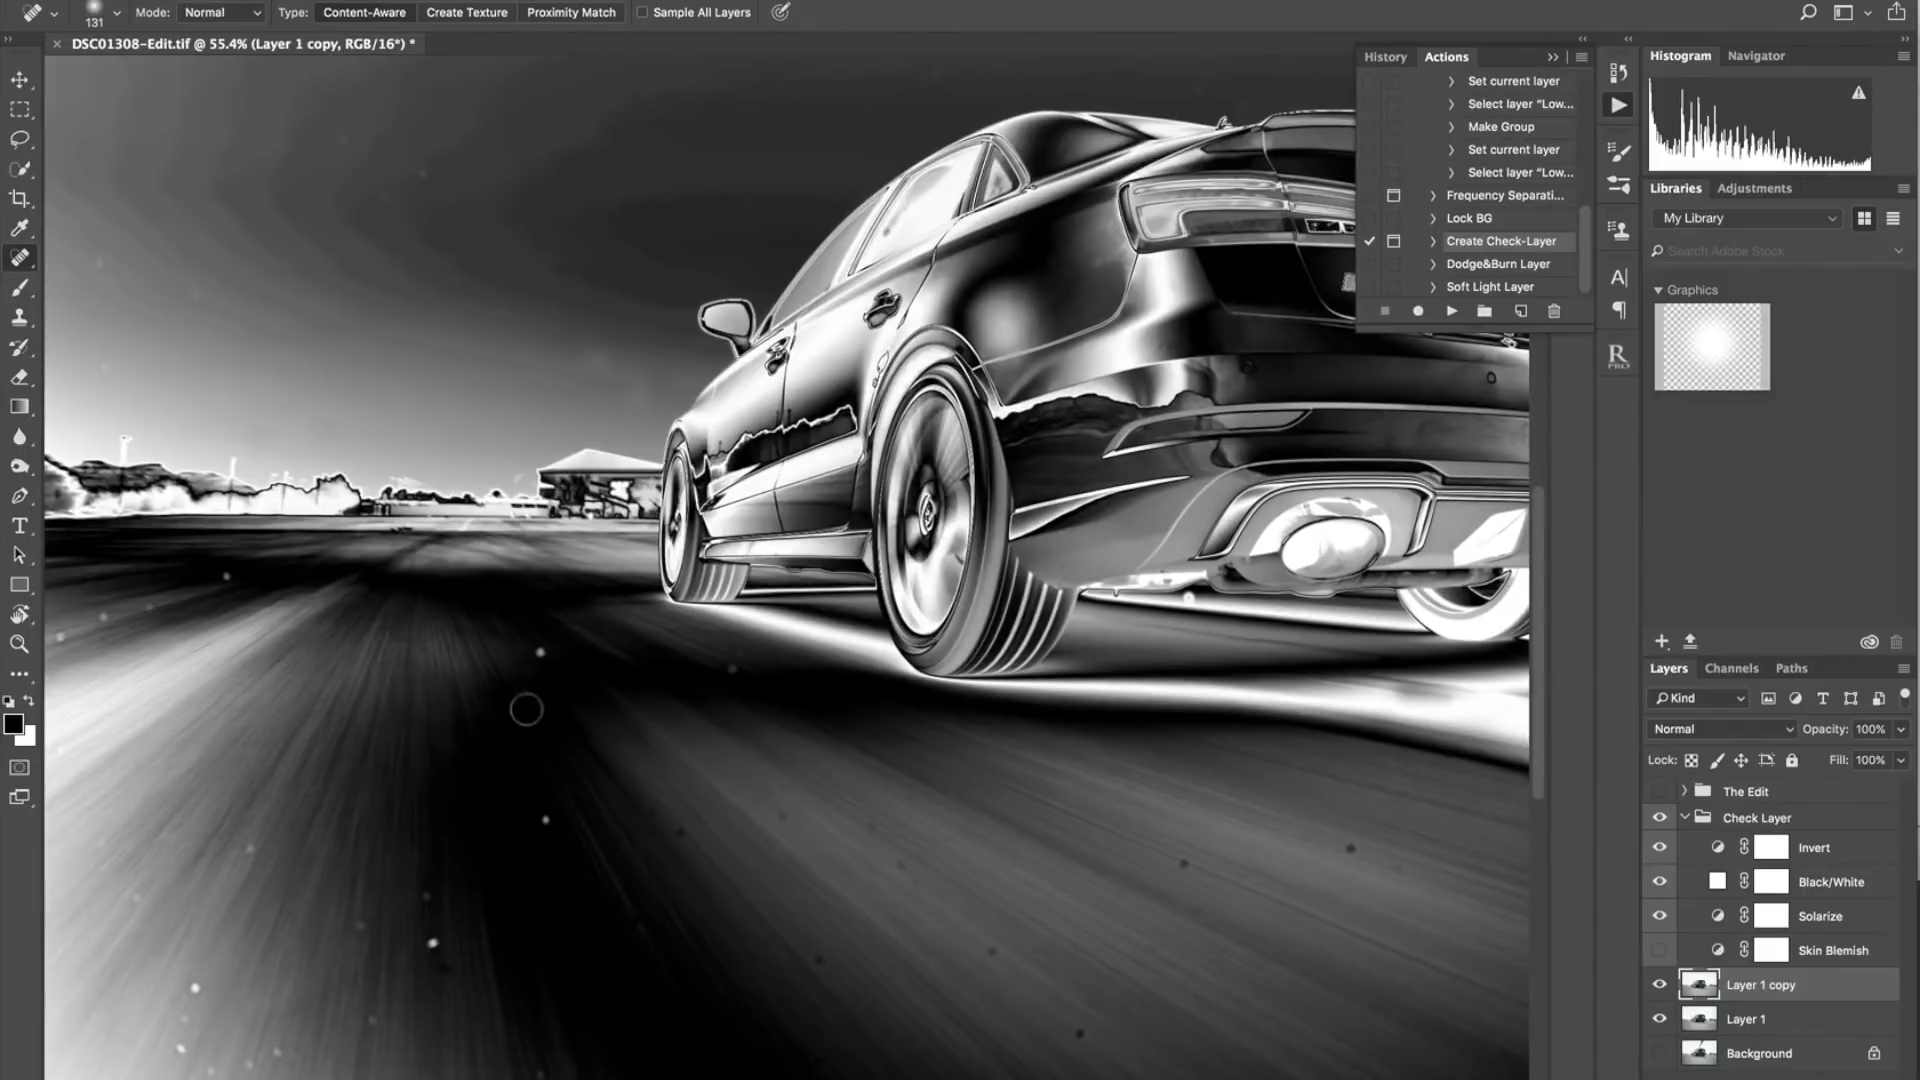 131 Mode: Normal Type: Content-Aware Create Texture Proximity Match Sample All Layers
DSC01308-Edit.tif @ 55.4% (Layer 1 copy, RGB/16*) *
History Actions
Set current layer
Select layer “Low...
Make Group
Set current layer
Select layer “Low...
Frequency Separati...
Lock BG
Create Check-Layer
Dodge&Burn Layer
Soft Light Layer
A
R
PRO
Histogram Navigator
Libraries Adjustments
My Library
Search Adobe Stock
Graphics
Layers Channels Paths
Kind
Normal Opacity: 100%
Lock: Fill: 100%
The Edit
Check Layer
Invert
Black/White
Solarize
Skin Blemish
Layer 1 copy
Layer 1
Background